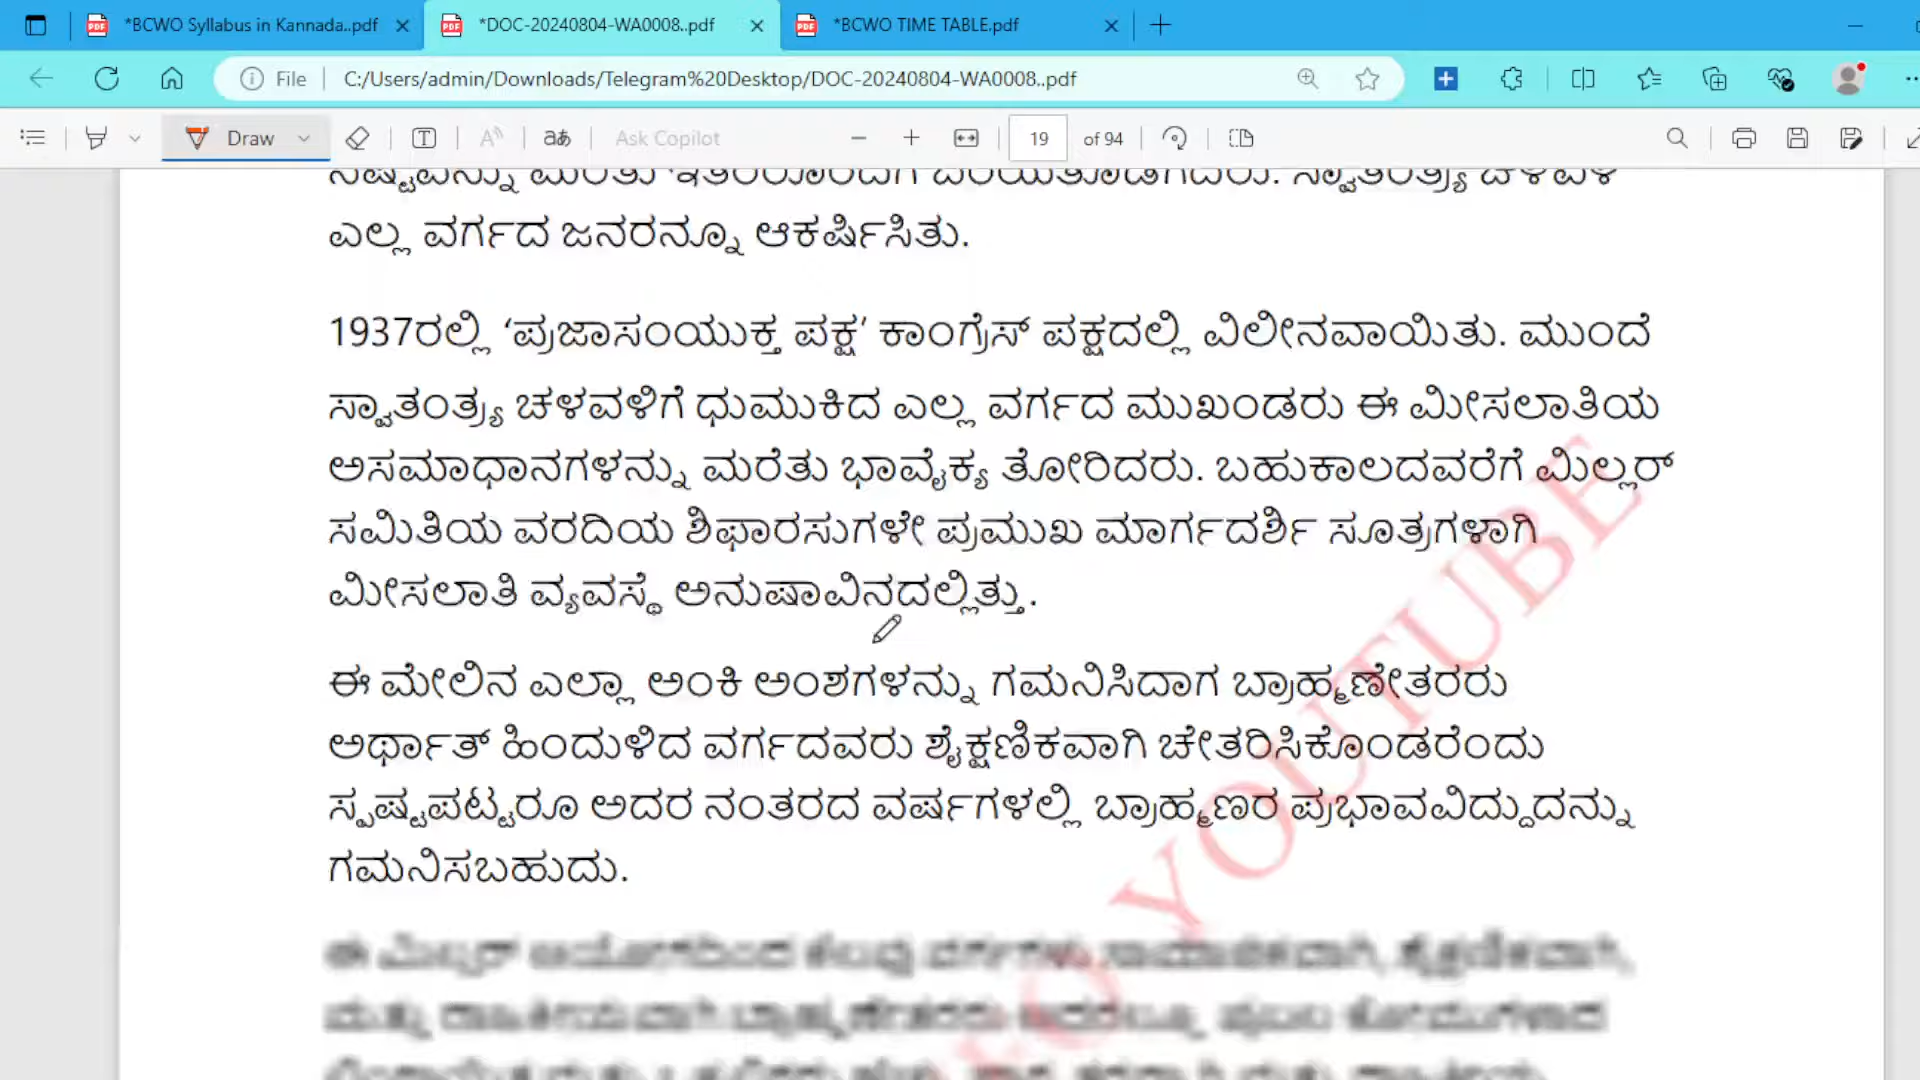 *BCWO Syllabus in Kannada..pdf
*DOC-20240804-WA0008..pdf
*BCWO TIME TABLE.pdf
File
C:/Users/admin/Downloads/Telegram%20Desktop/DOC-20240804-WA0008..pdf
Draw
Ask Copilot
19
of 94
ಎಲ್ಲ ವರ್ಗದ ಜನರನ್ನೂ ಆಕರ್ಷಿಸಿತು.
1937ರಲ್ಲಿ ‘ಪ್ರಜಾಸಂಯುಕ್ತ ಪಕ್ಷ’ ಕಾಂಗ್ರೆಸ್ ಪಕ್ಷದಲ್ಲಿ ವಿಲೀನವಾಯಿತು. ಮುಂದೆ
ಸ್ವಾತಂತ್ರ್ಯ ಚಳವಳಿಗೆ ಧುಮುಕಿದ ಎಲ್ಲ ವರ್ಗದ ಮುಖಂಡರು ಈ ಮೀಸಲಾತಿಯ
ಅಸಮಾಧಾನಗಳನ್ನು ಮರೆತು ಭಾವೈಕ್ಯ ತೋರಿದರು. ಬಹುಕಾಲದವರೆಗೆ ಮಿಲ್ಲರ್
ಸಮಿತಿಯ ವರದಿಯ ಶಿಫಾರಸುಗಳೇ ಪ್ರಮುಖ ಮಾರ್ಗದರ್ಶಿ ಸೂತ್ರಗಳಾಗಿ
ಮೀಸಲಾತಿ ವ್ಯವಸ್ಥೆ ಅನುಷಾವಿನದಲ್ಲಿತ್ತು.
ಈ ಮೇಲಿನ ಎಲ್ಲಾ ಅಂಕಿ ಅಂಶಗಳನ್ನು ಗಮನಿಸಿದಾಗ ಬ್ರಾಹ್ಮಣೇತರರು
ಅರ್ಥಾತ್ ಹಿಂದುಳಿದ ವರ್ಗದವರು ಶೈಕ್ಷಣಿಕವಾಗಿ ಚೇತರಿಸಿಕೊಂಡರೆಂದು
ಸ್ಪಷ್ಟಪಟ್ಟರೂ ಅದರ ನಂತರದ ವರ್ಷಗಳಲ್ಲಿ ಬ್ರಾಹ್ಮಣರ ಪ್ರಭಾವವಿದ್ದುದನ್ನು
ಗಮನಿಸಬಹುದು.
YOUTUBE